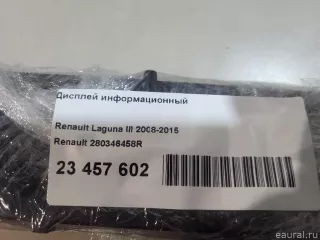 Дисплей информационный
Renault Laguna III 2008-2015
Renault 280346458R
23 457 602
eaural.ru